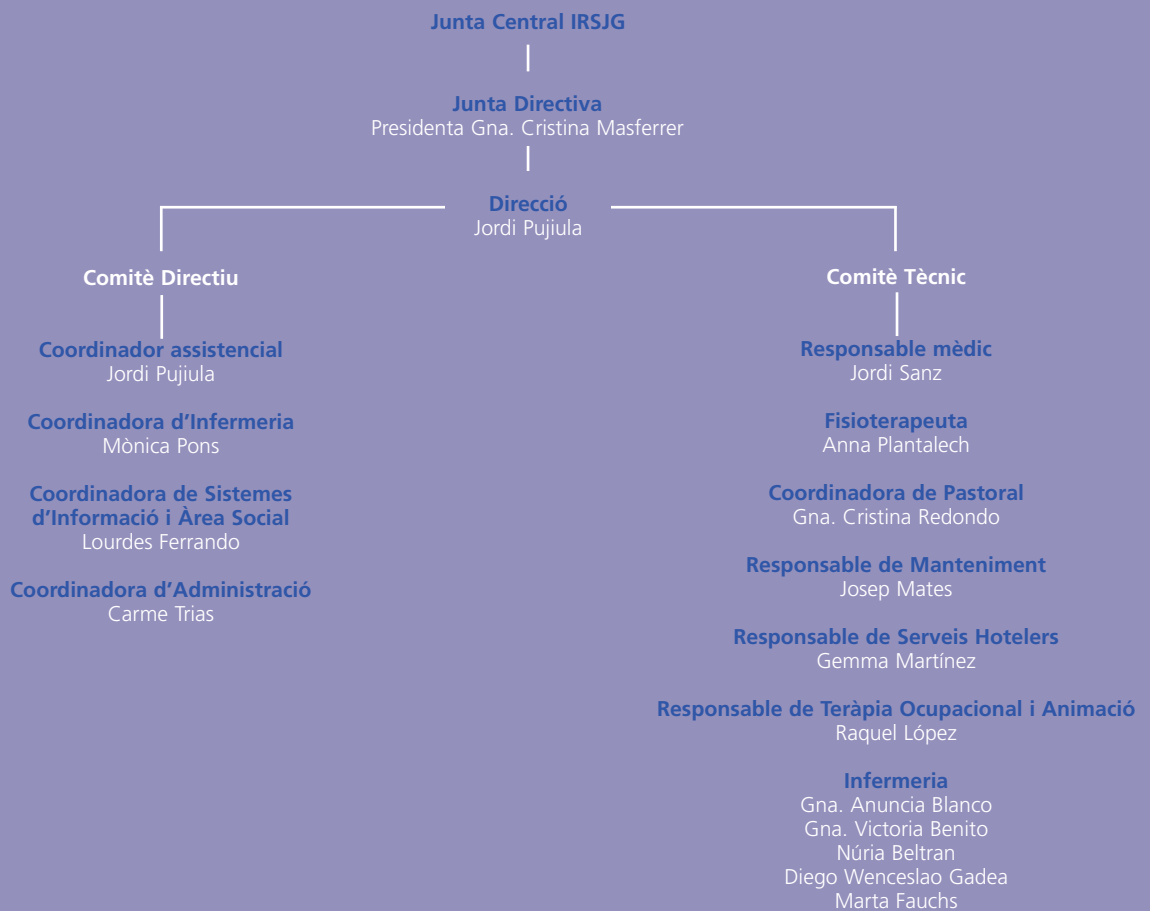 Junta Central IRSJG
Junta Directiva
Presidenta Gna. Cristina Masferrer
Direcció
Jordi Pujiula
Comitè Directiu
Coordinador assistencial
Jordi Pujiula
Coordinadora d’Infermeria
Mònica Pons
Coordinadora de Sistemes
d’Informació i Àrea Social
Lourdes Ferrando
Coordinadora d’Administració
Carme Trias
Comitè Tècnic
Responsable mèdic
Jordi Sanz
Fisioterapeuta
Anna Plantalech
Coordinadora de Pastoral
Gna. Cristina Redondo
Responsable de Manteniment
Josep Mates
Responsable de Serveis Hotelers
Gemma Martínez
Responsable de Teràpia Ocupacional i Animació
Raquel López
Infermeria
Gna. Anuncia Blanco
Gna. Victoria Benito
Núria Beltran
Diego Wenceslao Gadea
Marta Fauchs